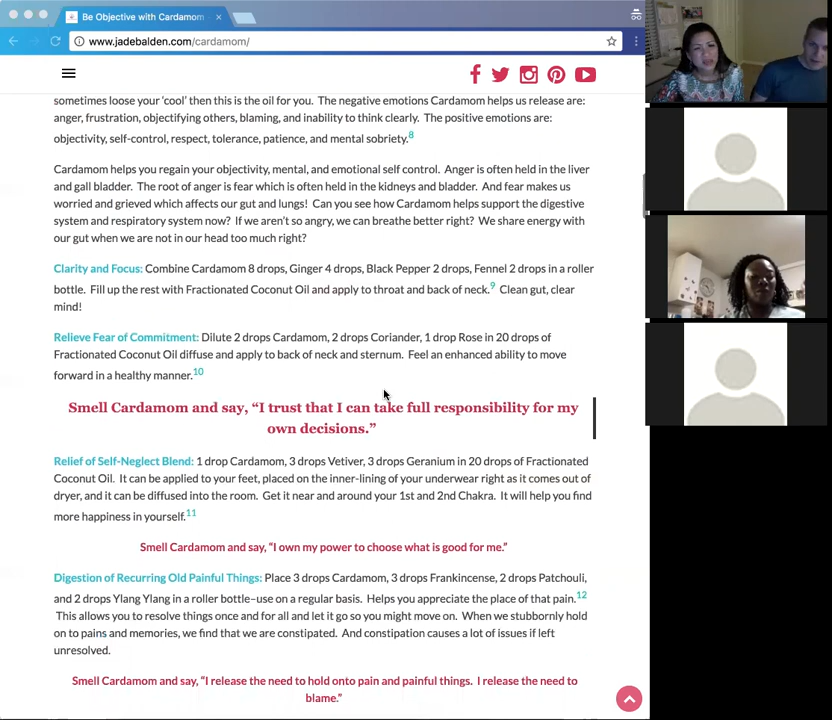 Be Objective with Cardamom
www.jadebalden.com/cardamom/
sometimes loose your 'cool' then this is the oil for you. The negative emotions Cardamom helps us release are:
anger, frustration, objectifying others, blaming, and inability to think clearly. The positive emotions are:
objectivity, self-control, respect, tolerance, patience, and mental sobriety.8
Cardamom helps you regain your objectivity, mental, and emotional self control. Anger is often held in the liver
and gall bladder. The root of anger is fear which is often held in the kidneys and bladder. And fear makes us
worried and grieved which affects our gut and lungs! Can you see how Cardamom helps support the digestive
system and respiratory system now? If we aren't so angry, we can breathe better right? We share energy with
our gut when we are not in our head too much right?
Clarity and Focus: Combine Cardamom 8 drops, Ginger 4 drops, Black Pepper 2 drops, Fennel 2 drops in a roller
bottle. Fill up the rest with Fractionated Coconut Oil and apply to throat and back of neck.9 Clean gut, clear
mind!
Relieve Fear of Commitment: Dilute 2 drops Cardamom, 2 drops Coriander, 1 drop Rose in 20 drops of
Fractionated Coconut Oil diffuse and apply to back of neck and sternum. Feel an enhanced ability to move
forward in a healthy manner.10
Smell Cardamom and say, "I trust that I can take full responsibility for my
own decisions."
Relief of Self-Neglect Blend: 1 drop Cardamom, 3 drops Vetiver, 3 drops Geranium in 20 drops of Fractionated
Coconut Oil. It can be applied to your feet, placed on the inner-lining of your underwear right as it comes out of
dryer, and it can be diffused into the room. Get it near and around your 1st and 2nd Chakra. It will help you find
more happiness in yourself.11
Smell Cardamom and say, "I own my power to choose what is good for me."
Digestion of Recurring Old Painful Things: Place 3 drops Cardamom, 3 drops Frankincense, 2 drops Patchouli,
and 2 drops Ylang Ylang in a roller bottle–use on a regular basis. Helps you appreciate the place of that pain.12
This allows you to resolve things once and for all and let it go so you might move on. When we stubbornly hold
on to pains and memories, we find that we are constipated. And constipation causes a lot of issues if left
unresolved.
Smell Cardamom and say, "I release the need to hold onto pain and painful things. I release the need to
blame."